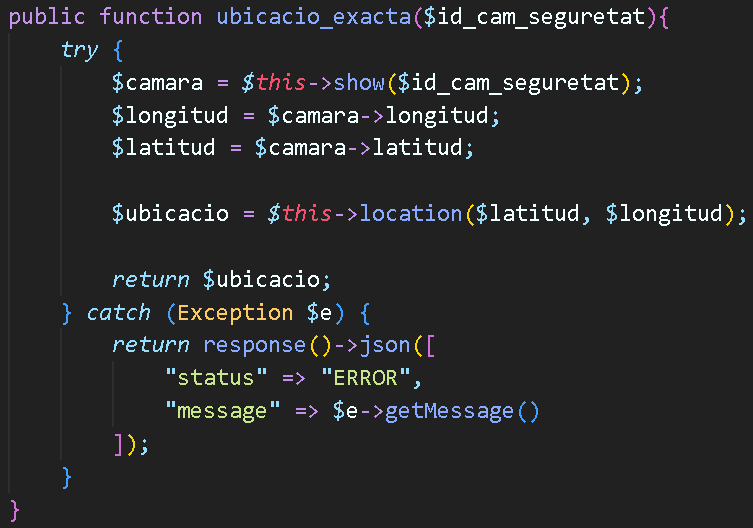 public function ubicacio_exacta($id_cam_seguretat){
    try {
        $camara = $this->show($id_cam_seguretat);
        $longitud = $camara->longitud;
        $latitud = $camara->latitud;

        $ubicacio = $this->location($latitud, $longitud);

        return $ubicacio;
    } catch (Exception $e) {
        return response()->json([
            "status" => "ERROR",
            "message" => $e->getMessage()
        ]);
    }
}